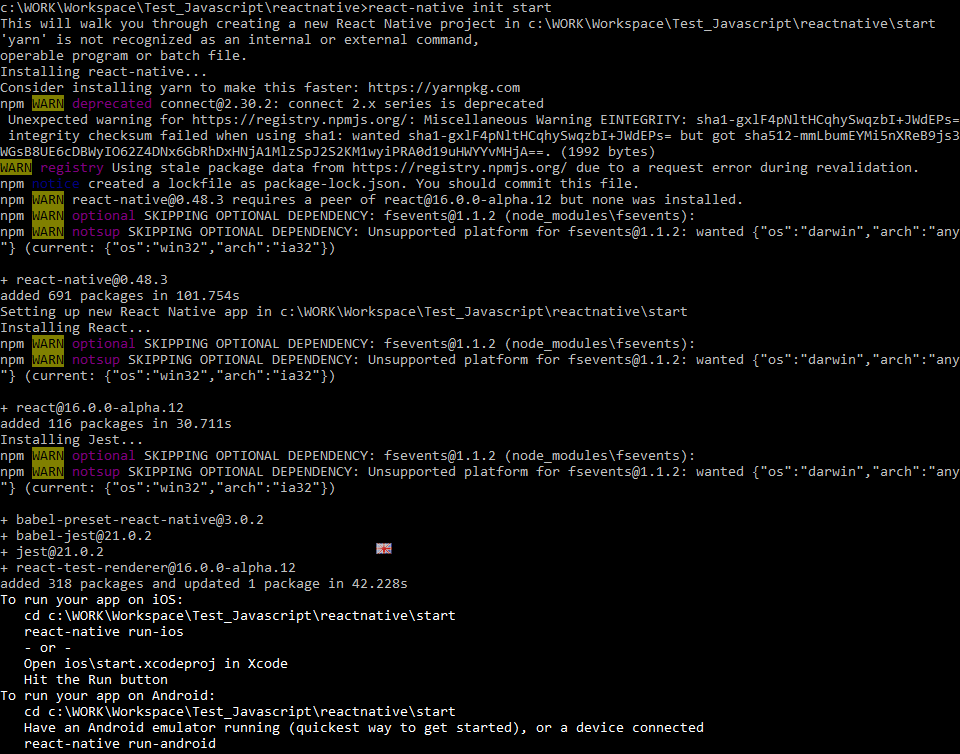 c:\WORK\Workspace\Test_Javascript\reactnative>react-native init start
This will walk you through creating a new React Native project in c:\WORK\Workspace\Test_Javascript\reactnative\start
'yarn' is not recognized as an internal or external command,
operable program or batch file.
Installing react-native...
Consider installing yarn to make this faster: https://yarnpkg.com
npm WARN deprecated connect@2.30.2: connect 2.x series is deprecated
 Unexpected warning for https://registry.npmjs.org/: Miscellaneous Warning EINTEGRITY: sha1-gxlF4pNltHCqhySwqzbI+JWdEPs=
 integrity checksum failed when using sha1: wanted sha1-gxlF4pNltHCqhySwqzbI+JWdEPs= but got sha512-mmLbumEYMi5nXReB9js3
WGsB8UE6cDBWyIO62Z4DNx6GbRhDxHNjA1MlzSpJ2S2KM1wyiPRA0d19uHWYYvMHjA==. (1992 bytes)
WARN registry Using stale package data from https://registry.npmjs.org/ due to a request error during revalidation.
npm notice created a lockfile as package-lock.json. You should commit this file.
npm WARN react-native@0.48.3 requires a peer of react@16.0.0-alpha.12 but none was installed.
npm WARN optional SKIPPING OPTIONAL DEPENDENCY: fsevents@1.1.2 (node_modules\fsevents):
npm WARN notsup SKIPPING OPTIONAL DEPENDENCY: Unsupported platform for fsevents@1.1.2: wanted {"os":"darwin","arch":"any
"} (current: {"os":"win32","arch":"ia32"})
+ react-native@0.48.3
added 691 packages in 101.754s
Setting up new React Native app in c:\WORK\Workspace\Test_Javascript\reactnative\start
Installing React...
npm WARN optional SKIPPING OPTIONAL DEPENDENCY: fsevents@1.1.2 (node_modules\fsevents):
npm WARN notsup SKIPPING OPTIONAL DEPENDENCY: Unsupported platform for fsevents@1.1.2: wanted {"os":"darwin","arch":"any
"} (current: {"os":"win32","arch":"ia32"})
+ react@16.0.0-alpha.12
added 116 packages in 30.711s
Installing Jest...
npm WARN optional SKIPPING OPTIONAL DEPENDENCY: fsevents@1.1.2 (node_modules\fsevents):
npm WARN notsup SKIPPING OPTIONAL DEPENDENCY: Unsupported platform for fsevents@1.1.2: wanted {"os":"darwin","arch":"any
"} (current: {"os":"win32","arch":"ia32"})
+ babel-preset-react-native@3.0.2
+ babel-jest@21.0.2
+ jest@21.0.2
+ react-test-renderer@16.0.0-alpha.12
added 318 packages and updated 1 package in 42.228s
To run your app on iOS:
   cd c:\WORK\Workspace\Test_Javascript\reactnative\start
   react-native run-ios
   - or -
   Open ios\start.xcodeproj in Xcode
   Hit the Run button
To run your app on Android:
   cd c:\WORK\Workspace\Test_Javascript\reactnative\start
   Have an Android emulator running (quickest way to get started), or a device connected
   react-native run-android